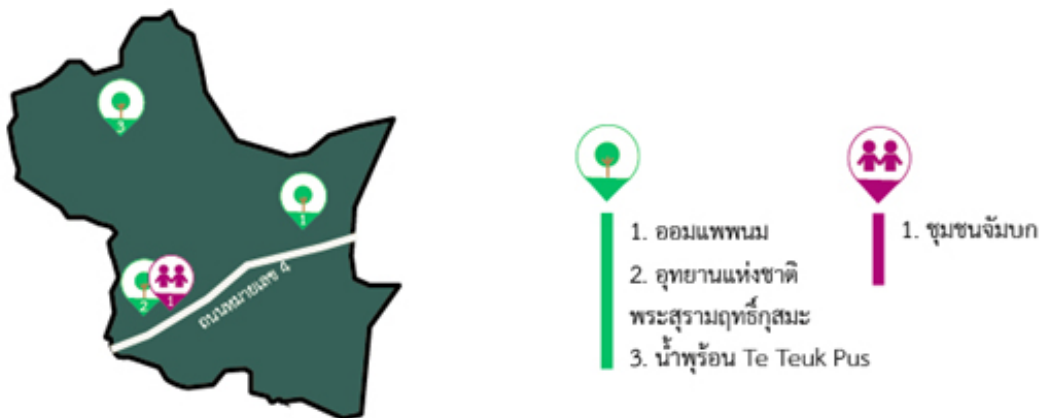 3
1
2
1
ถนนหมายเลข 4
1. ออมแพพนม
2. อุทยานแห่งชาติ
พระสุรามฤทธิ์กุสมะ
3. น้ำพุร้อน Te Teuk Pus
1. ชุมชนจัมบก